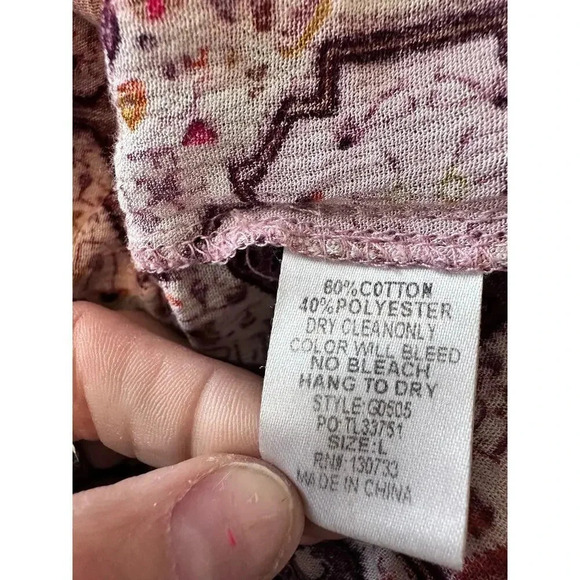 60%COTTON
40%POLYESTER
DRY CLEANONLY
COLOR WILL BLEED
NO BLEACH
HANG TO DRY
STYLE:G0505
PO:TL33751
SIZE:L
RN#:130733
MADE IN CHINA